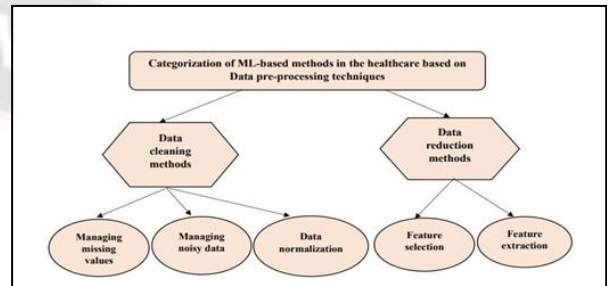 Categorization of ML-based methods in the healthcare based on
Data pre-processing techniques
Data
cleaning
methods
Data
reduction
methods
Managing
missing
values
Managing
noisy data
Data
normalization
Feature
selection
Feature
extraction